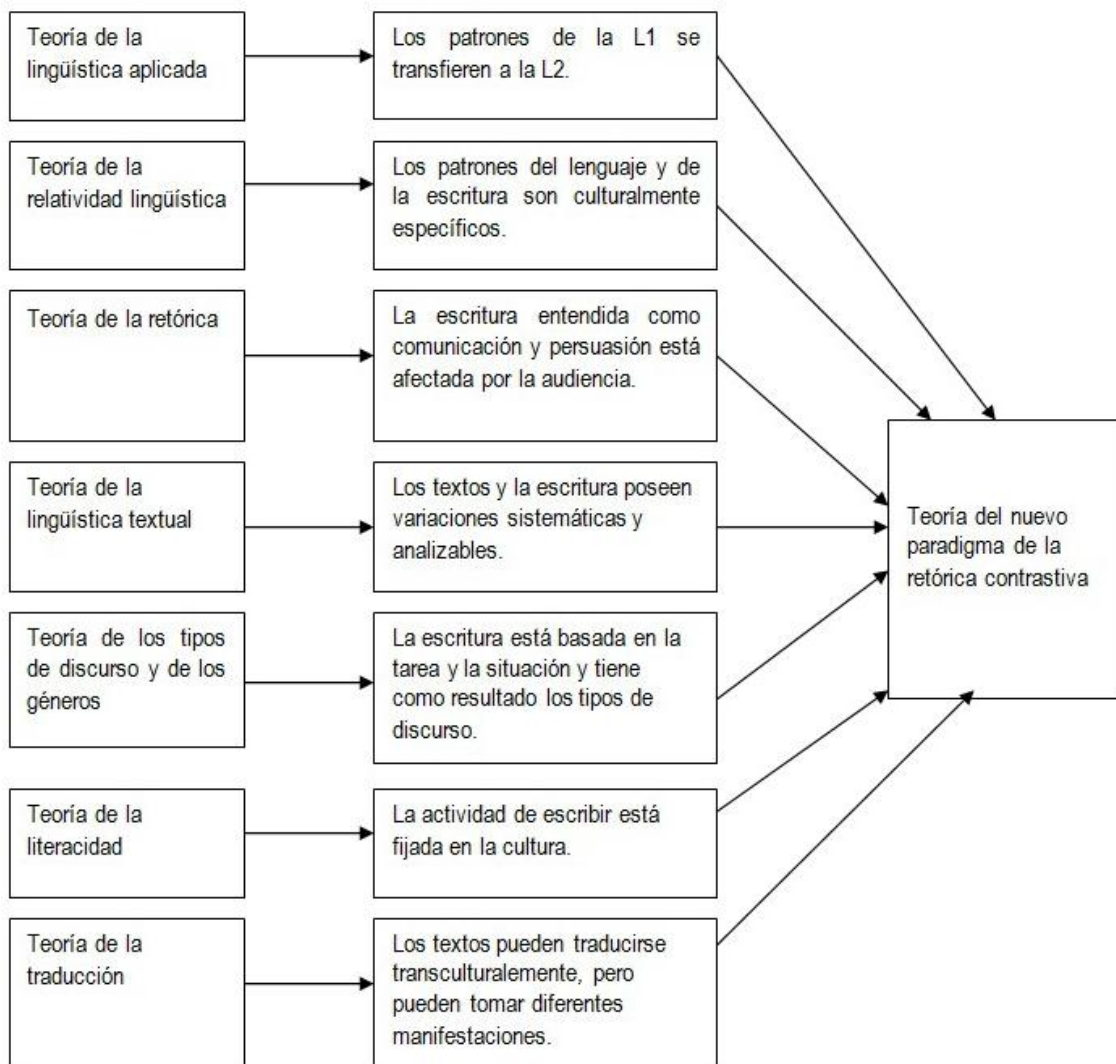 Teoría de la
lingüística aplicada
Los patrones de la L1 se
transfieren a la L2.
Teoría de la
relatividad lingüística
Los patrones del lenguaje y de
la escritura son culturalmente
específicos.
Teoría de la retórica
La escritura entendida como
comunicación y persuasión está
afectada por la audiencia.
Teoría de la
lingüística textual
Los textos y la escritura poseen
variaciones sistemáticas y
analizables.
Teoría de los tipos
de discurso y de los
géneros
La escritura está basada en la
tarea y la situación y tiene
como resultado los tipos de
discurso.
Teoría de la
literacidad
La actividad de escribir está
fijada en la cultura.
Teoría de la
traducción
Los textos pueden traducirse
transculturalemente, pero
pueden tomar diferentes
manifestaciones.
Teoría del nuevo
paradigma de la
retórica contrastiva